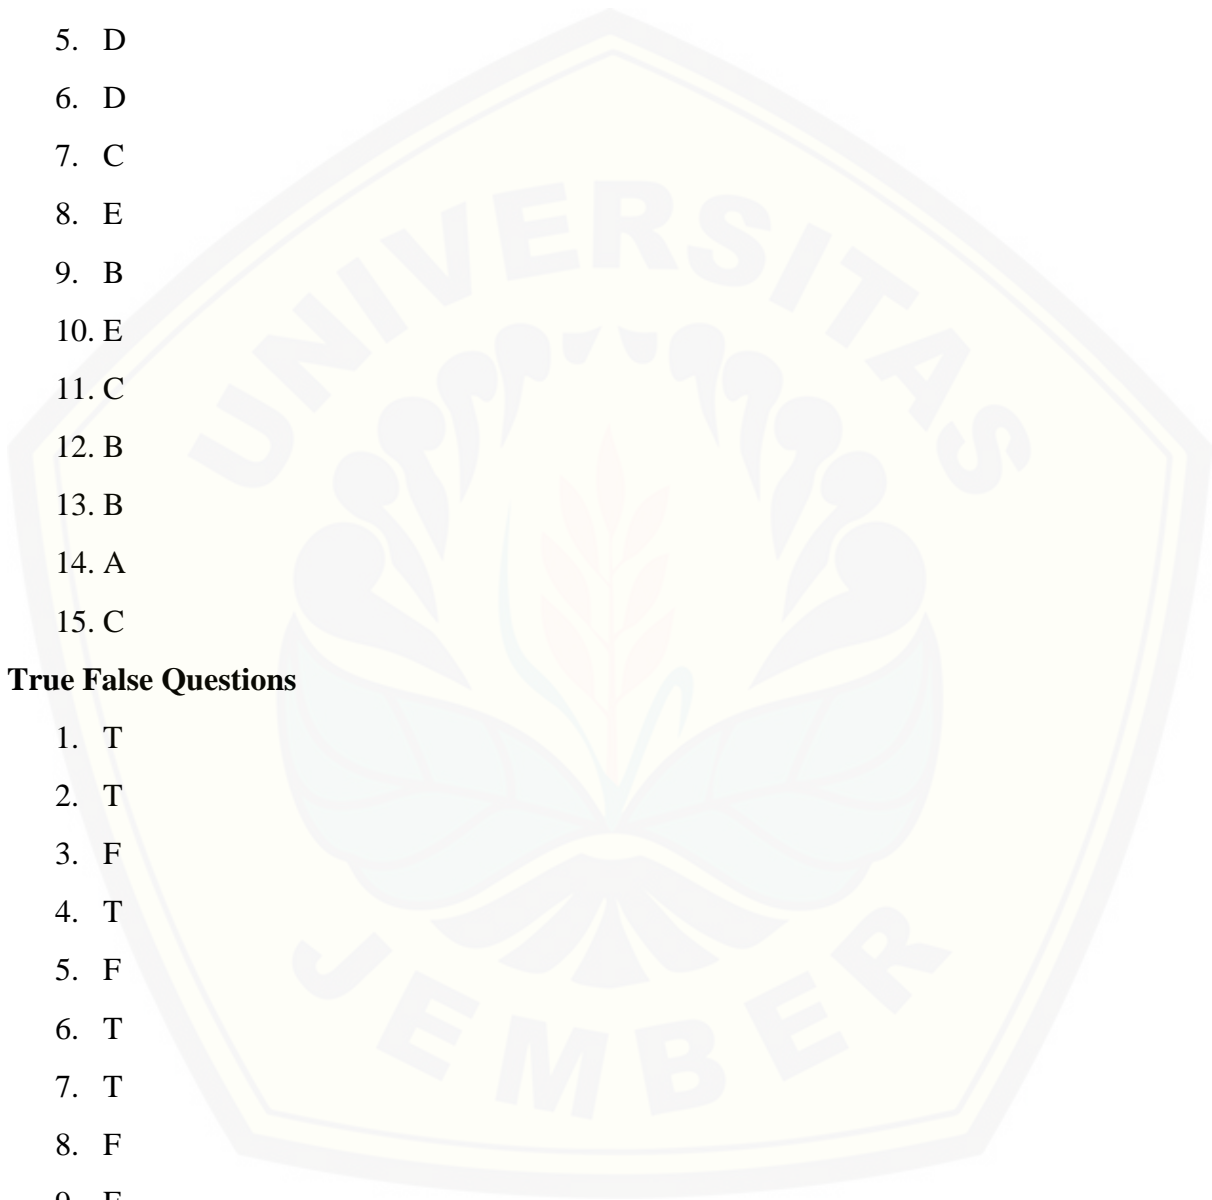 5. D
6. D
7. C
8. E
9. B
10. E
11. C
12. B
13. B
14. A
15. C
True False Questions
1. T
2. T
3. F
4. T
5. F
6. T
7. T
8. F
UNIVERSITAS
JEMBER